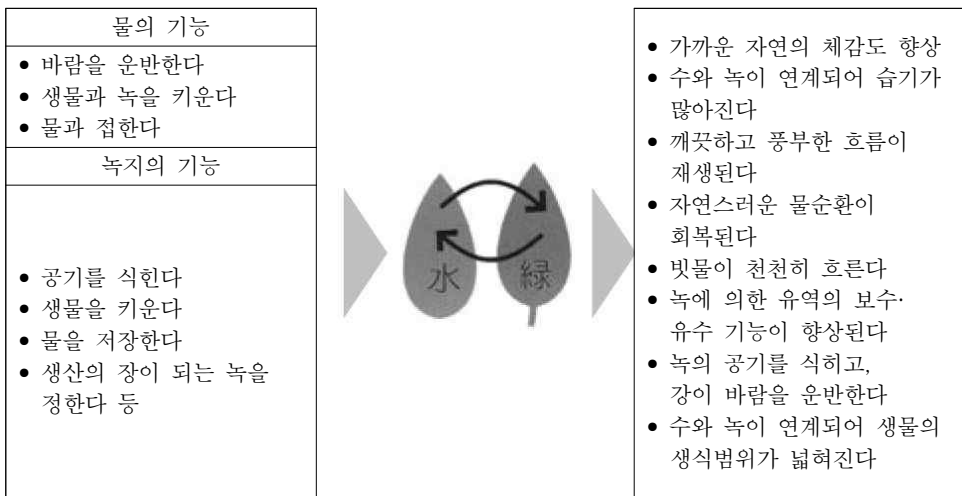 물의 기능
• 바람을 운반한다
• 생물과 녹을 키운다
• 물과 접한다
녹지의 기능
• 공기를 식힌다
• 생물을 키운다
• 물을 저장한다
• 생산의 장이 되는 녹을
정한다 등
水
緑
• 가까운 자연의 체감도 향상
• 수와 녹이 연계되어 습기가
많아진다
• 깨끗하고 풍부한 흐름이
재생된다
• 자연스러운 물순환이
회복된다
• 빗물이 천천히 흐른다
• 녹에 의한 유역의 보수·
유수 기능이 향상된다
• 녹의 공기를 식히고,
강이 바람을 운반한다
• 수와 녹이 연계되어 생물의
생식범위가 넓혀진다